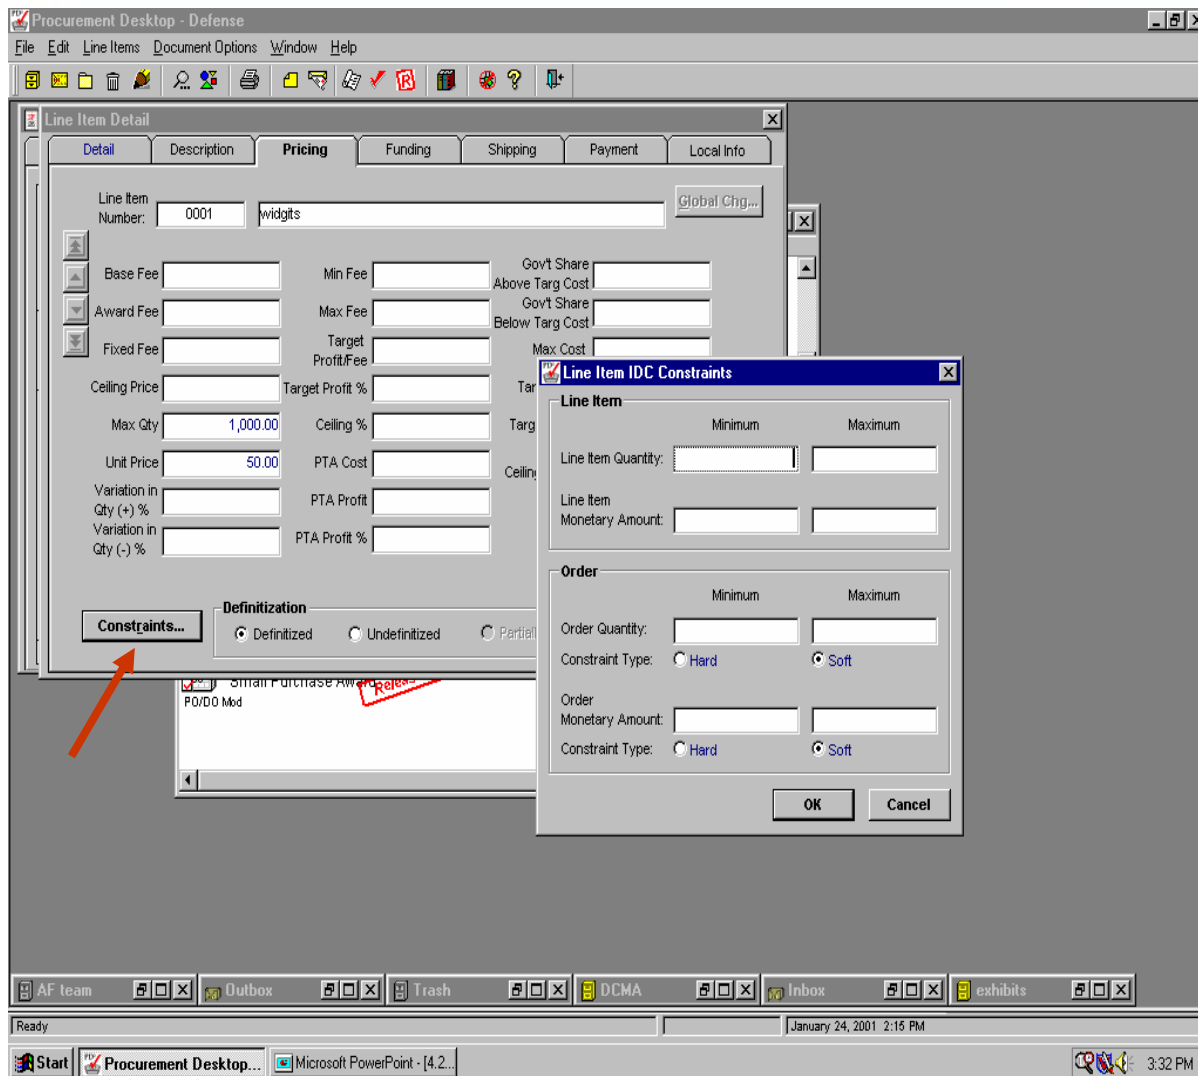 Procurement Desktop - Defense
File Edit Line Items Document Options Window Help
Line Item Detail
Detail Description Pricing Funding Shipping Payment Local Info
Line Item
Number: 0001 widgits Global Chg...
Base Fee Min Fee Gov't Share
Above Targ Cost
Award Fee Max Fee Gov't Share
Below Targ Cost
Fixed Fee Target
Profit/Fee Max Cost
Ceiling Price Target Profit % Tar
Max Qty 1,000.00 Ceiling % Targ
Unit Price 50.00 PTA Cost Ceilin
Variation in
Qty (+) % PTA Profit
Variation in
Qty (-) % PTA Profit %
Constraints...
Definitization
Definitized Undefinitized Partiall
Line Item IDC Constraints
Line Item
Minimum Maximum
Line Item Quantity:
Line Item
Monetary Amount:
Order
Minimum Maximum
Order Quantity:
Constraint Type: Hard Soft
Order
Monetary Amount:
Constraint Type: Hard Soft
OK Cancel
Small Purchase Award
PO/DO Mod
AF team Outbox Trash DCMA Inbox exhibits
Ready January 24, 2001 2:15 PM
Start Procurement Desktop... Microsoft PowerPoint - [4.2... 3:32 PM